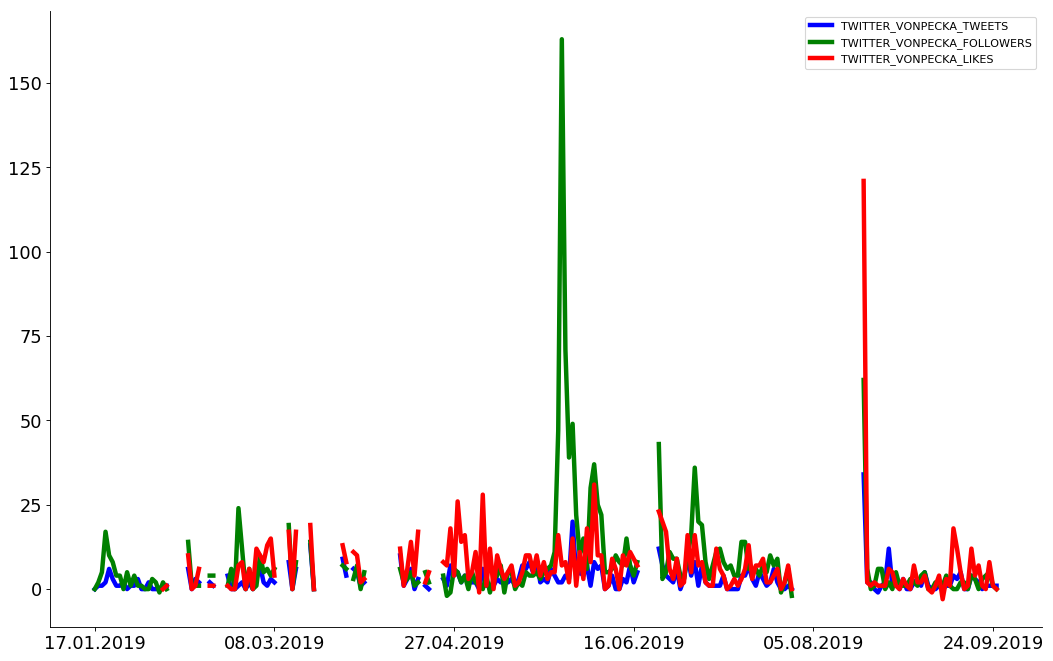 TWITTER_VONPECKA_TWEETS
TWITTER_VONPECKA_FOLLOWERS
TWITTER_VONPECKA_LIKES
150
125
100
75
50
25
0
17.01.2019 08.03.2019 27.04.2019 16.06.2019 05.08.2019 24.09.2019